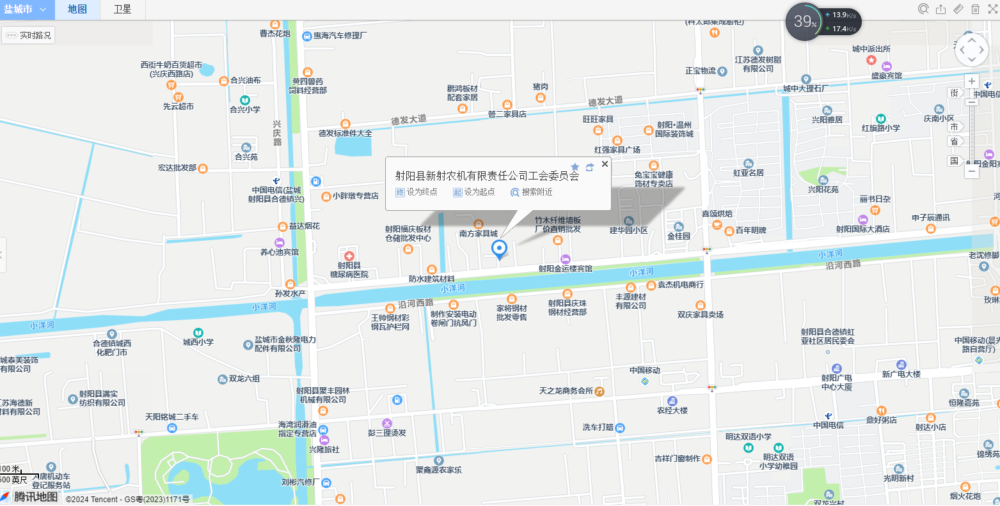 盐城市
地图
卫星
39%
13.9K/s
17.4K/s
实时路况
曹杰花炮
惠海汽车修理厂
(科太郎集成厨柜)
城中派出所
江苏德发树脂
有限公司
正宝物流
盛豪宾馆
西街牛奶百货超市
(兴庆西路店)
合兴油布
黄四兽药
饲料经营部
先云超市
合兴小学
鹏鸿板材
配套家居
猪肉
管二家具店
德发大道
德发大道
城中大理石厂
中国电信
街
兴阳雅居
红旗路小学
庆南小区
市
省
国
兴庆路
德发标准件大全
旺旺家具
射阳•温州
国际装饰城
红强家具广场
合兴苑
宏达批发部
射阳县新射农机有限责任公司工会委员会
设为终点
设为起点
搜索附近
终
起
兔宝宝健康
饰材专卖店
虹亚名居
射阳金阳宾
兴阳花苑
中国电信(盐城
射阳县合德镇兴)
小胖墩专营店
丽书日杂
喜颂烘焙
射阳国际大酒店
申子辰通讯
益达烟花
射阳福庆板材
仓储批发中心
南方家具城
竹木纤维墙板
厂价直销批发
建华园小区
金桂园
百年明牌
养心池宾馆
射阳县
糖尿病医院
射阳金运楼宾馆
小洋河
沿河西路
老沈修脚
防水建筑材料
小洋河
小洋河
袁杰机电商行
孙发水产
沿河西路
小洋河
小洋河
王帅钢材彩
钢瓦护栏网
制作安装电动
卷闸门抗风门
家将钢材
批发零售
射阳县庆珠
钢材经营部
丰源建材
有限公司
双庆家具卖场
玫琳
合德镇城西
化肥门市
城西小学
盐城市金秋隆电力
配件有限公司
射阳县合德镇虹
亚社区居民委会
中国移动(晨光
路自营厅)
城泰美装饰
有限公司
双龙六组
中国移动
射阳广电
中心大厦
新广电大楼
射阳县满实
纺织有限公司
射阳县聚丰园林
机械有限公司
天之龙商务会所
农经大楼
恒隆嘉苑
江苏海德新
材料有限公司
天阳铭城二手车
海湾润滑油
指定专营店
彭三理烫发
洗车打蜡
中国电信
鼎好粥店
射达小店
兴隆旅社
明达双语小学
明达双语
小学幼稚园
聚鑫源农家乐
吉祥门窗制作
锦绣苑
光明新村
100 米
500 英尺
唐机动车
登记服务站
刘彬汽修厂
双龙兴村
烟火花炮
腾讯地图
©2024 Tencent - GS粤(2023)1171号